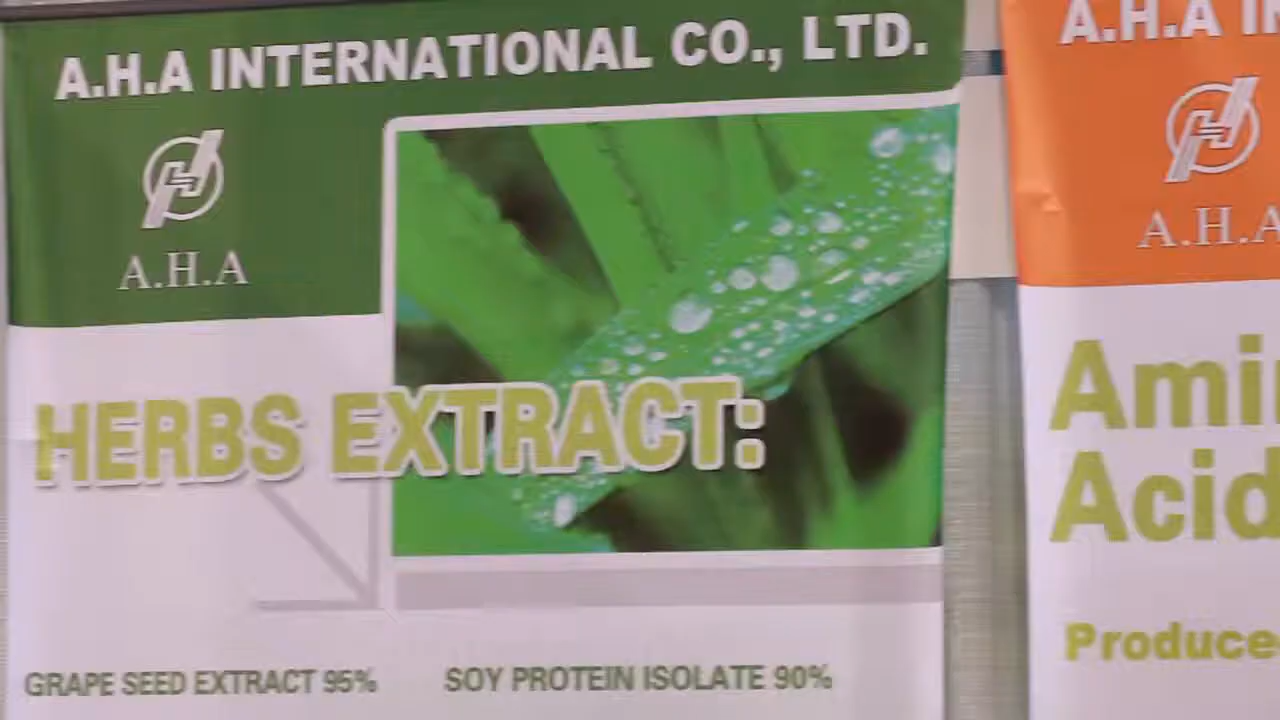 A.H.A INTERNATIONAL CO., LTD.
A.H.A
HERBS EXTRACT:
GRAPE SEED EXTRACT 95%
SOY PROTEIN ISOLATE 90%
A.H.A
A.H.A
Ami
Acid
Produce